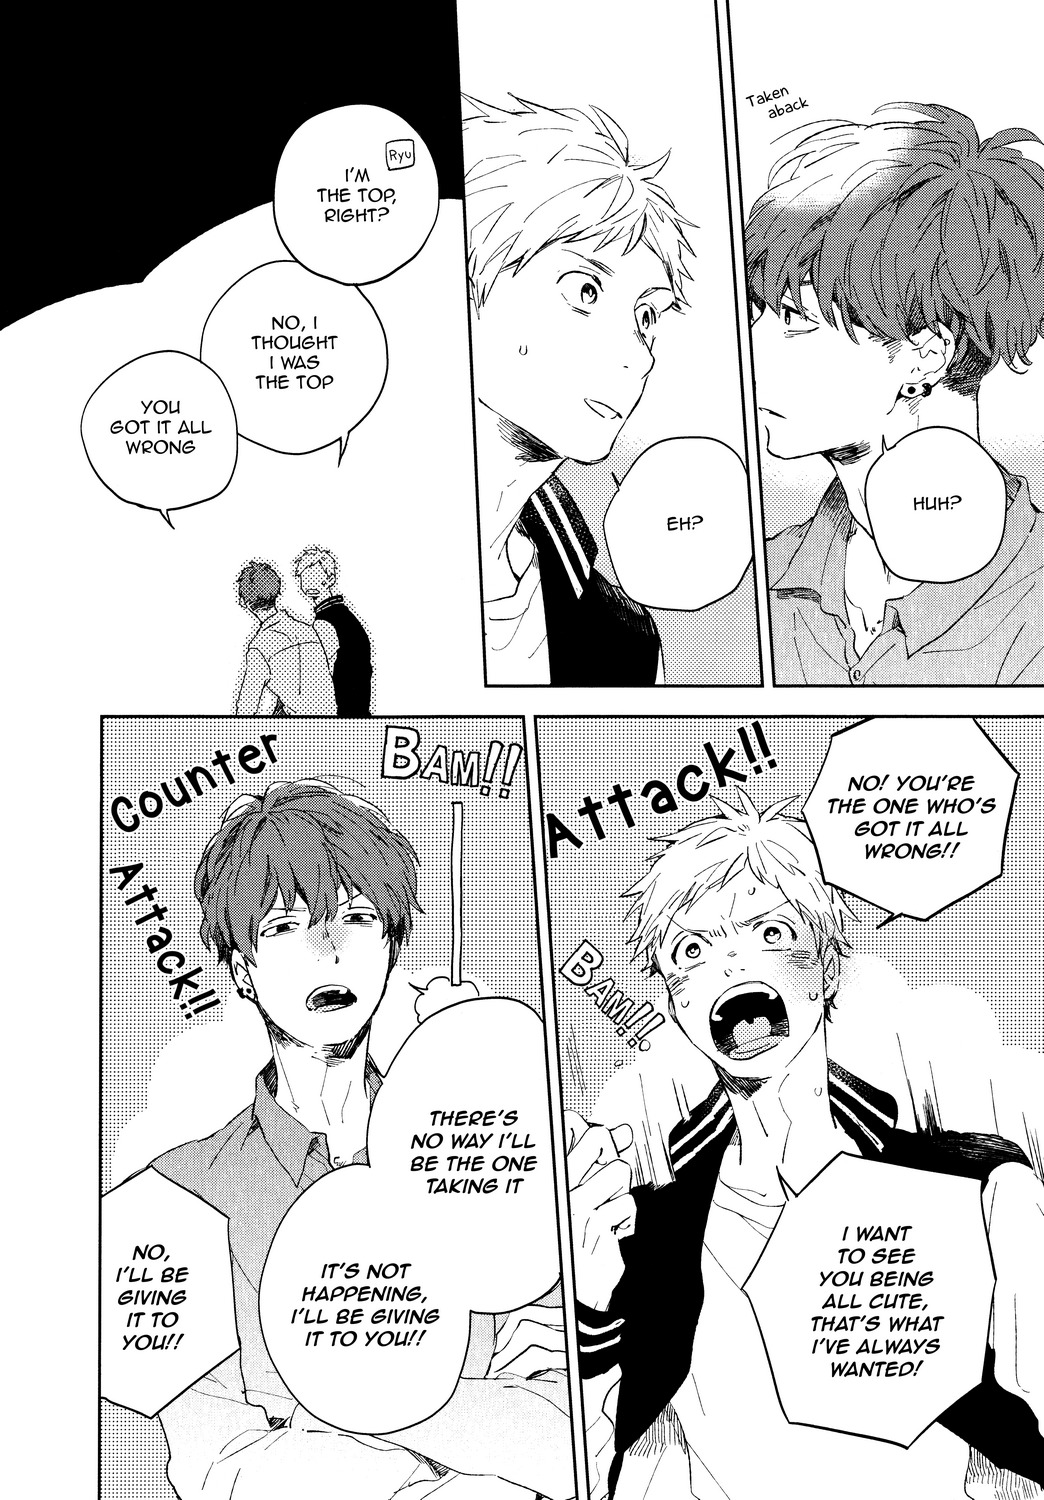 Taken
aback
HUH?
EH?
Ryu
I'M
THE TOP,
RIGHT?
NO, I
THOUGHT
I WAS
THE TOP
YOU
GOT IT ALL
WRONG
Attack!!
NO! YOU'RE
THE ONE WHO'S
GOT IT ALL
WRONG!!
BAM!!
I WANT
TO SEE
YOU BEING
ALL CUTE,
THAT'S WHAT
I'VE ALWAYS
WANTED!
BAM!!
Counter
Attack!!
THERE'S
NO WAY I'LL
BE THE ONE
TAKING IT
IT'S NOT
HAPPENING,
I'LL BE GIVING
IT TO YOU!!
NO,
I'LL BE
GIVING
IT TO
YOU!!